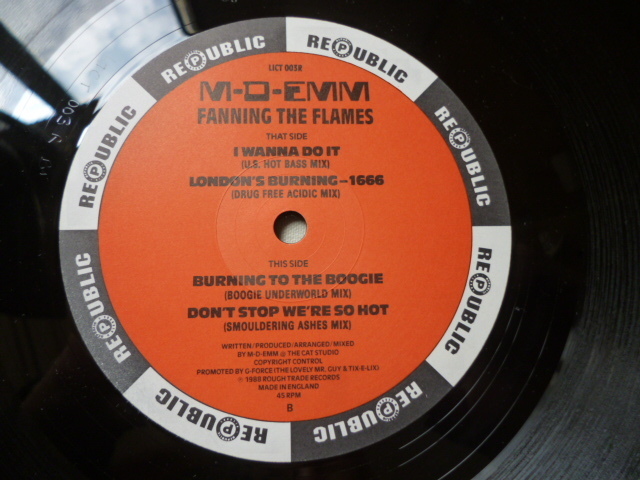 REPUBLIC
REPUBLIC
REPUBLIC
REPUBLIC
REPUBLIC
REPUBLIC
REPUBLIC
REPUBLIC
LICT 003R
M-D-EMM
FANNING THE FLAMES
THAT SIDE
I WANNA DO IT
(U.S. HOT BASS MIX)
LONDON'S BURNING–1666
(DRUG FREE ACIDIC MIX)
THIS SIDE
BURNING TO THE BOOGIE
(BOOGIE UNDERWORLD MIX)
DON'T STOP WE'RE SO HOT
(SMOULDERING ASHES MIX)
WRITTEN/PRODUCED/ARRANGED/MIXED
BY M-D-EMM @ THE CAT STUDIO
COPYRIGHT CONTROL
PROMOTED BY G-FORCE (THE LOVELY MR. GUY & TIX-E-LIX)
℗ 1988 ROUGH TRADE RECORDS
MADE IN ENGLAND
45 RPM
B